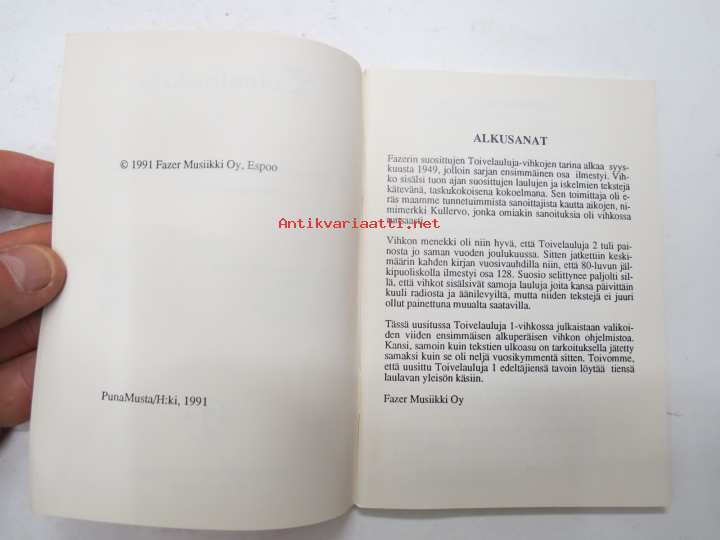 © 1991 Fazer Musiikki Oy, Espoo
PunaMusta/H:ki, 1991
ALKUSANAT
Fazerin suosittujen Toivelauluja-vihkojen tarina alkaa syys-
kuusta 1949, jolloin sarjan ensimmäinen osa ilmestyi. Vih-
ko sisälsi tuon ajan suosittujen laulujen ja iskelmien tekstejä
kätevänä, taskukokoisena kokoelmana. Sen toimittaja oli e-
räs maamme tunnetuimmista sanoittajista kautta aikojen, ni-
mimerkki Kullervo, jonka omiakin sanoituksia oli vihkossa
runsaasti.
Antikvariaatti.net
Vihkon menekki oli niin hyvä, että Toivelauluja 2 tuli pai-
nosta jo saman vuoden joulukuussa. Sitten jatkettiin keski-
määrin kahden kirjan vuosivauhdilla niin, että 80-luvun jäl-
kipuoliskolla ilmestyi osa 128. Suosio selittynee paljolti sil-
lä, että vihkot sisälsivät samoja lauluja joita kansa päivittäin
kuuli radiosta ja äänilevyiltä, mutta niiden tekstejä ei juuri
ollut painettuna muualta saatavilla.
Tässä uusitussa Toivelauluja 1-vihkossa julkaistaan valikoi-
den viiden ensimmäisen alkuperäisen vihkon ohjelmistoa.
Kansi, samoin kuin tekstien ulkoasu on tarkoituksella jätetty
samaksi kuin se oli neljä vuosikymmentä sitten. Toivomme,
että uusittu Toivelauluja 1 edeltäjiensä tavoin löytää tiensä
laulavan yleisön käsiin.
Fazer Musiikki Oy